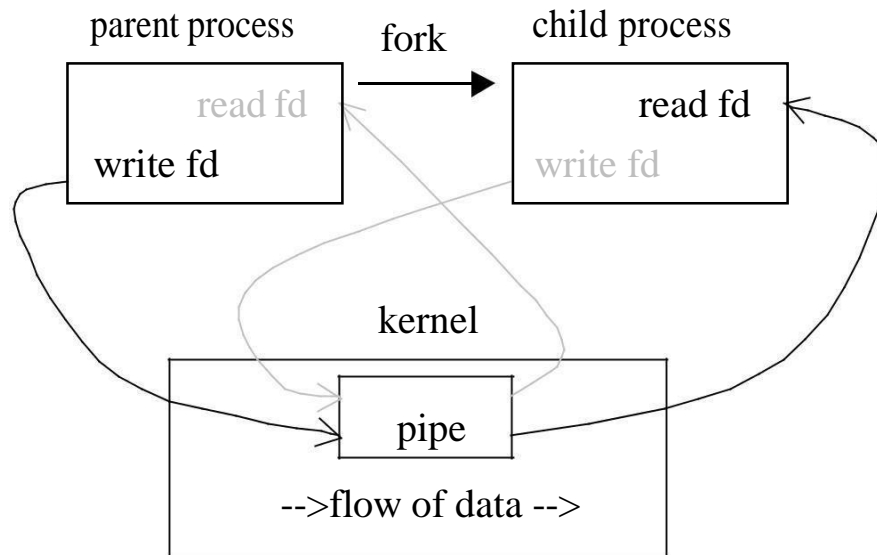 parent process
fork
child process
read fd
write fd
read fd
write fd
kernel
pipe
-->flow of data -->